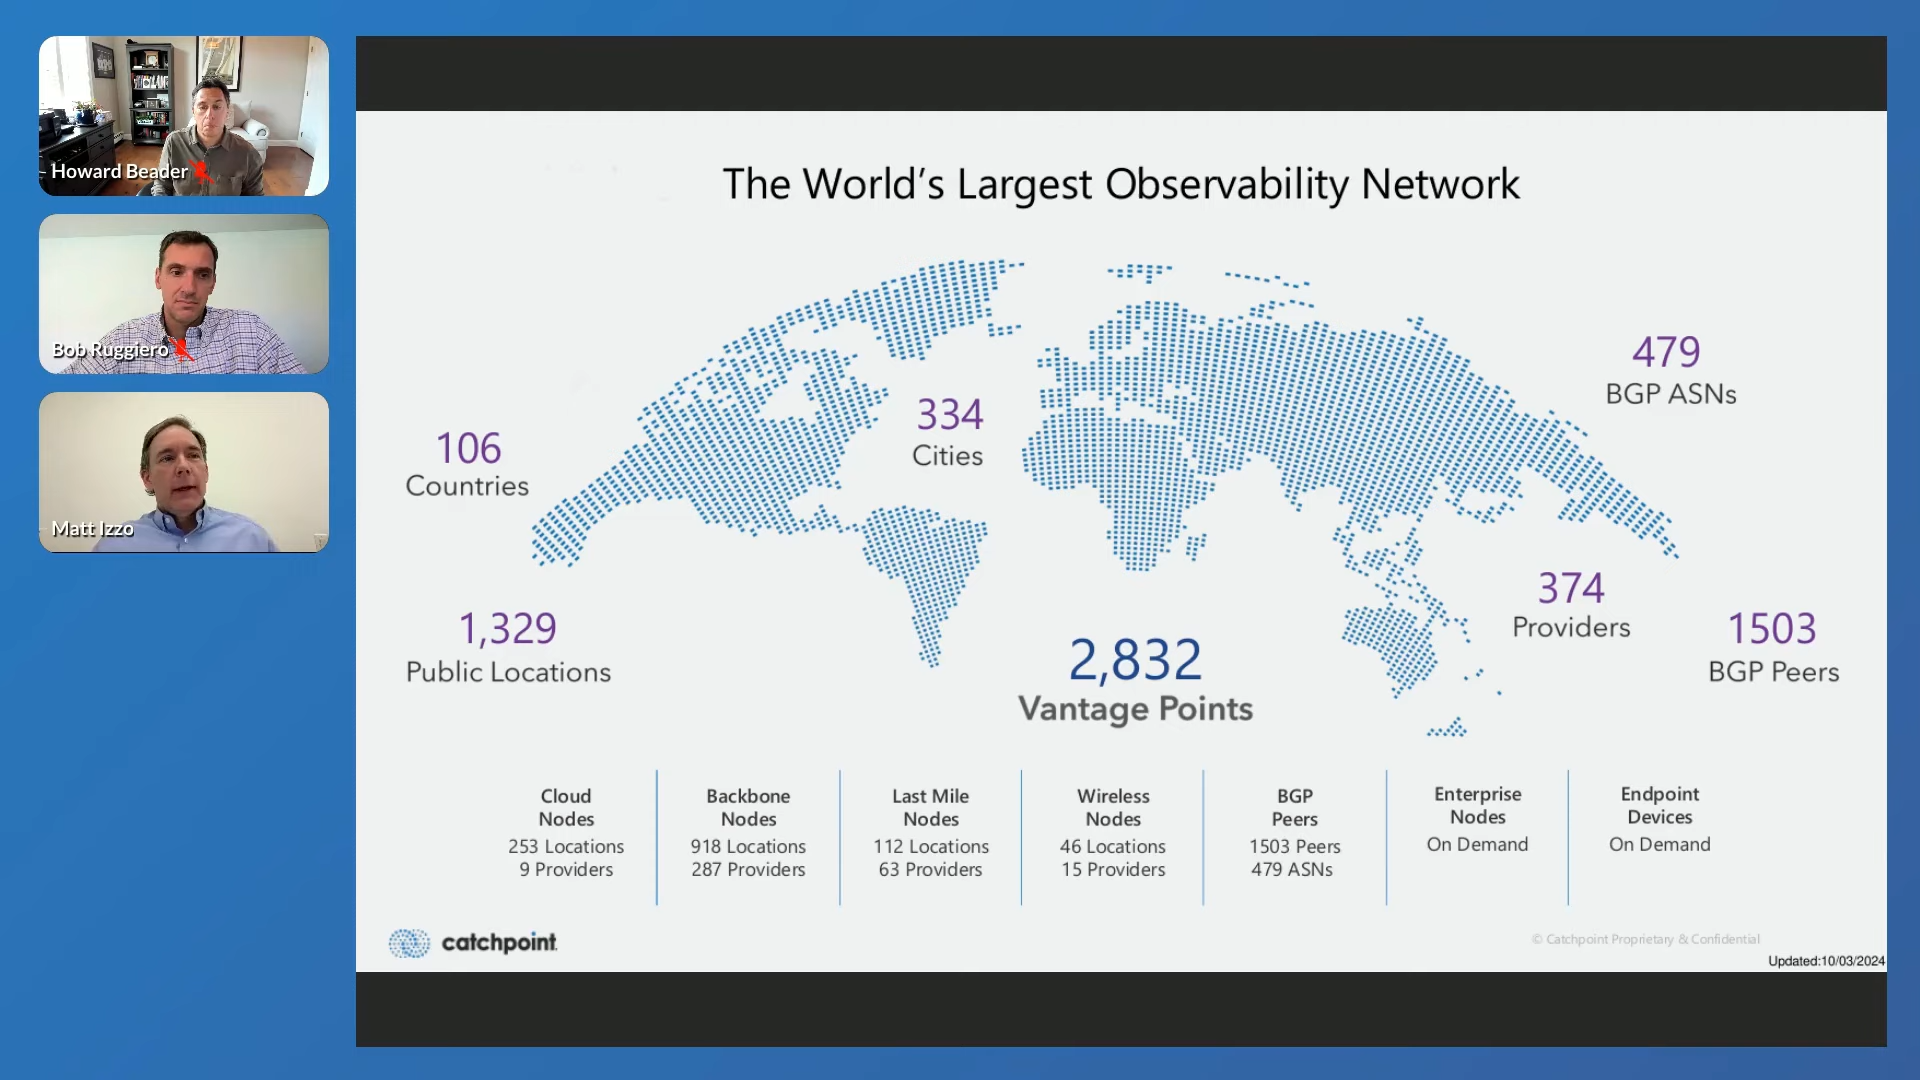 Howard Beader
Bob Ruggiero
Matt Izzo
The World's Largest Observability Network
479
BGP ASNs
334
Cities
106
Countries
374
Providers
1,329
Public Locations
1503
BGP Peers
2,832
Vantage Points
Cloud
Nodes
253 Locations
9 Providers
Backbone
Nodes
918 Locations
287 Providers
Last Mile
Nodes
112 Locations
63 Providers
Wireless
Nodes
46 Locations
15 Providers
BGP
Peers
1503 Peers
479 ASNs
Enterprise
Nodes
On Demand
Endpoint
Devices
On Demand
catchpoint
© Catchpoint Proprietary & Confidential
Updated:10/03/2024